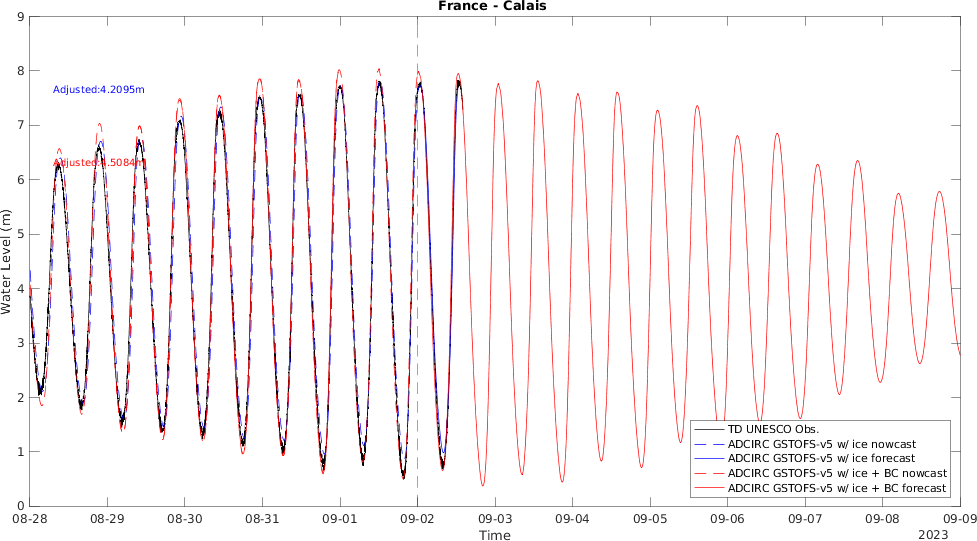 France - Calais
9
8
7
6
5
4
3
2
1
0
Water Level (m)
Adjusted:4.2095m
Adjusted:4.5084m
TD UNESCO Obs.
ADCIRC GSTOFS-v5 w/ ice nowcast
ADCIRC GSTOFS-v5 w/ ice forecast
ADCIRC GSTOFS-v5 w/ ice + BC nowcast
ADCIRC GSTOFS-v5 w/ ice + BC forecast
08-28 08-29 08-30 08-31 09-01 09-02 09-03 09-04 09-05 09-06 09-07 09-08 09-09
Time
2023